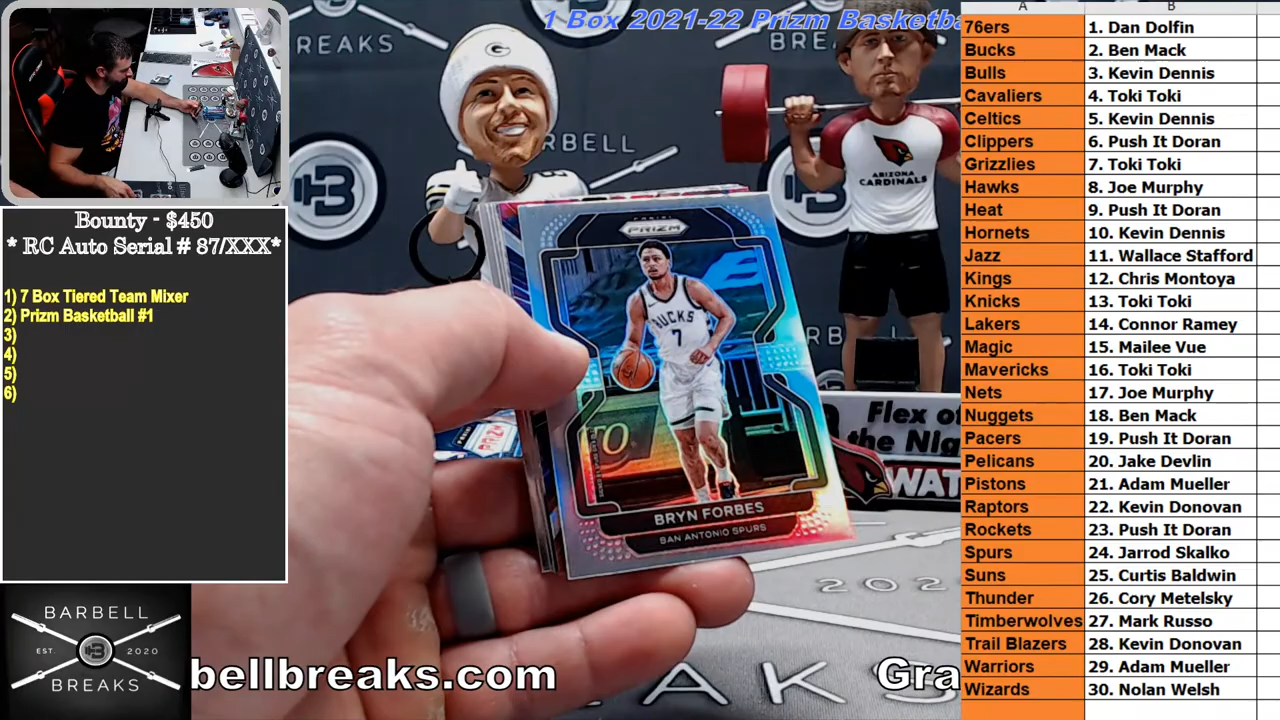 1 Box 2021-22 Prizm Basketba
BREAKS
BRE
RBELL
G
ARIZONA
CARDINALS
Bounty - $450
* RC Auto Serial # 87/XXX*
1) 7 Box Tiered Team Mixer
2) Prizm Basketball #1
3)
4)
5)
6)
PANINI
PRIZM
BUCKS
7
BRYN FORBES
SAN ANTONIO SPURS
Flex of
the Nig
WAT
2020
BARBELL
EST. 2020
BREAKS
bellbreaks.com
Gra
AKS
A B
76ers 1. Dan Dolfin
Bucks 2. Ben Mack
Bulls 3. Kevin Dennis
Cavaliers 4. Toki Toki
Celtics 5. Kevin Dennis
Clippers 6. Push It Doran
Grizzlies 7. Toki Toki
Hawks 8. Joe Murphy
Heat 9. Push It Doran
Hornets 10. Kevin Dennis
Jazz 11. Wallace Stafford
Kings 12. Chris Montoya
Knicks 13. Toki Toki
Lakers 14. Connor Ramey
Magic 15. Mailee Vue
Mavericks 16. Toki Toki
Nets 17. Joe Murphy
Nuggets 18. Ben Mack
Pacers 19. Push It Doran
Pelicans 20. Jake Devlin
Pistons 21. Adam Mueller
Raptors 22. Kevin Donovan
Rockets 23. Push It Doran
Spurs 24. Jarrod Skalko
Suns 25. Curtis Baldwin
Thunder 26. Cory Metelsky
Timberwolves 27. Mark Russo
Trail Blazers 28. Kevin Donovan
Warriors 29. Adam Mueller
Wizards 30. Nolan Welsh